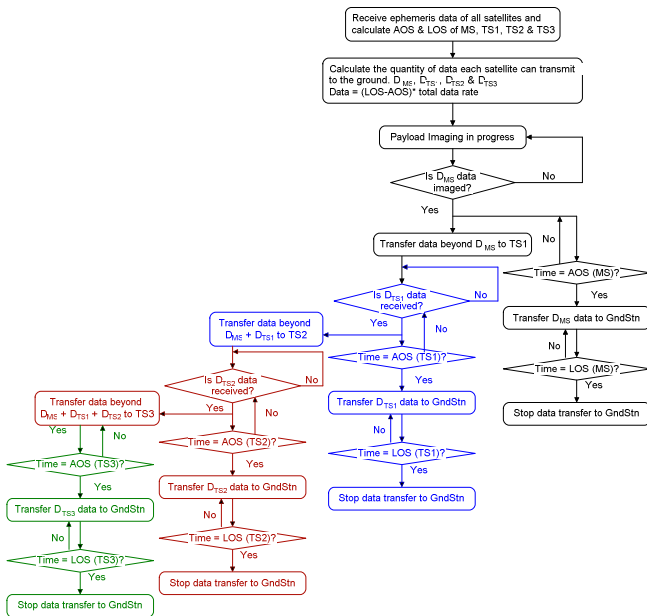 Receive ephemeris data of all satellites and
calculate AOS & LOS of MS, TS1, TS2 & TS3
Calculate the quantity of data each satellite can transmit
to the ground. D MS, DTS1, DTS2 & DTS3
Data = (LOS-AOS)* total data rate
Payload Imaging in progress
Is DMS data
imaged?
No
Yes
Transfer data beyond D MS to TS1
No
Time = AOS (MS)?
Yes
Transfer DMS data to GndStn
No
Time = LOS (MS)?
Yes
Stop data transfer to GndStn
Is DTS1 data
received?
No
Yes
Transfer data beyond
DMS + DTS1 to TS2
No
Time = AOS (TS1)?
Yes
Transfer DTS1 data to GndStn
No
Time = LOS (TS1)?
Yes
Stop data transfer to GndStn
Is DTS2 data
received?
No
Yes
Transfer data beyond
DMS + DTS1 + DTS2 to TS3
No
Time = AOS (TS2)?
Yes
Transfer DTS2 data to GndStn
No
Time = LOS (TS2)?
Yes
Stop data transfer to GndStn
Yes
No
Time = AOS (TS3)?
Yes
Transfer DTS3 data to GndStn
No
Time = LOS (TS3)?
Yes
Stop data transfer to GndStn